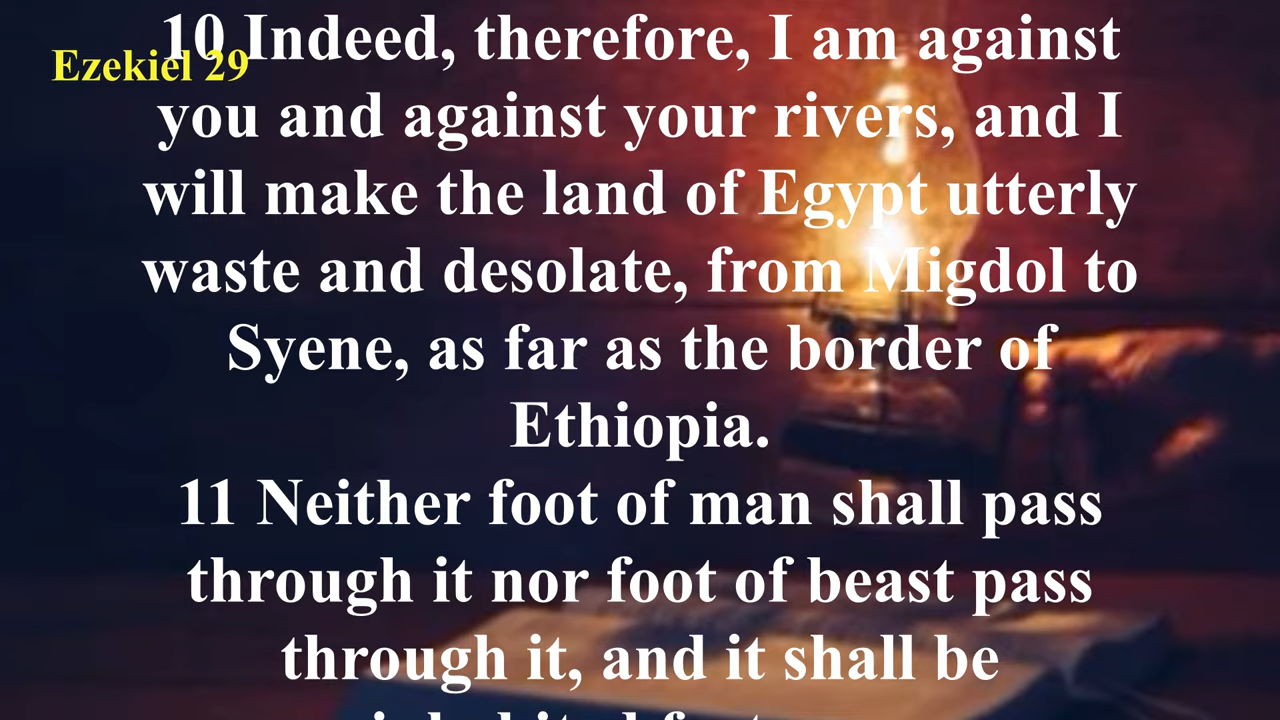 Ezekiel 29
10 Indeed, therefore, I am against
you and against your rivers, and I
will make the land of Egypt utterly
waste and desolate, from Migdol to
Syene, as far as the border of
Ethiopia.
11 Neither foot of man shall pass
through it nor foot of beast pass
through it, and it shall be